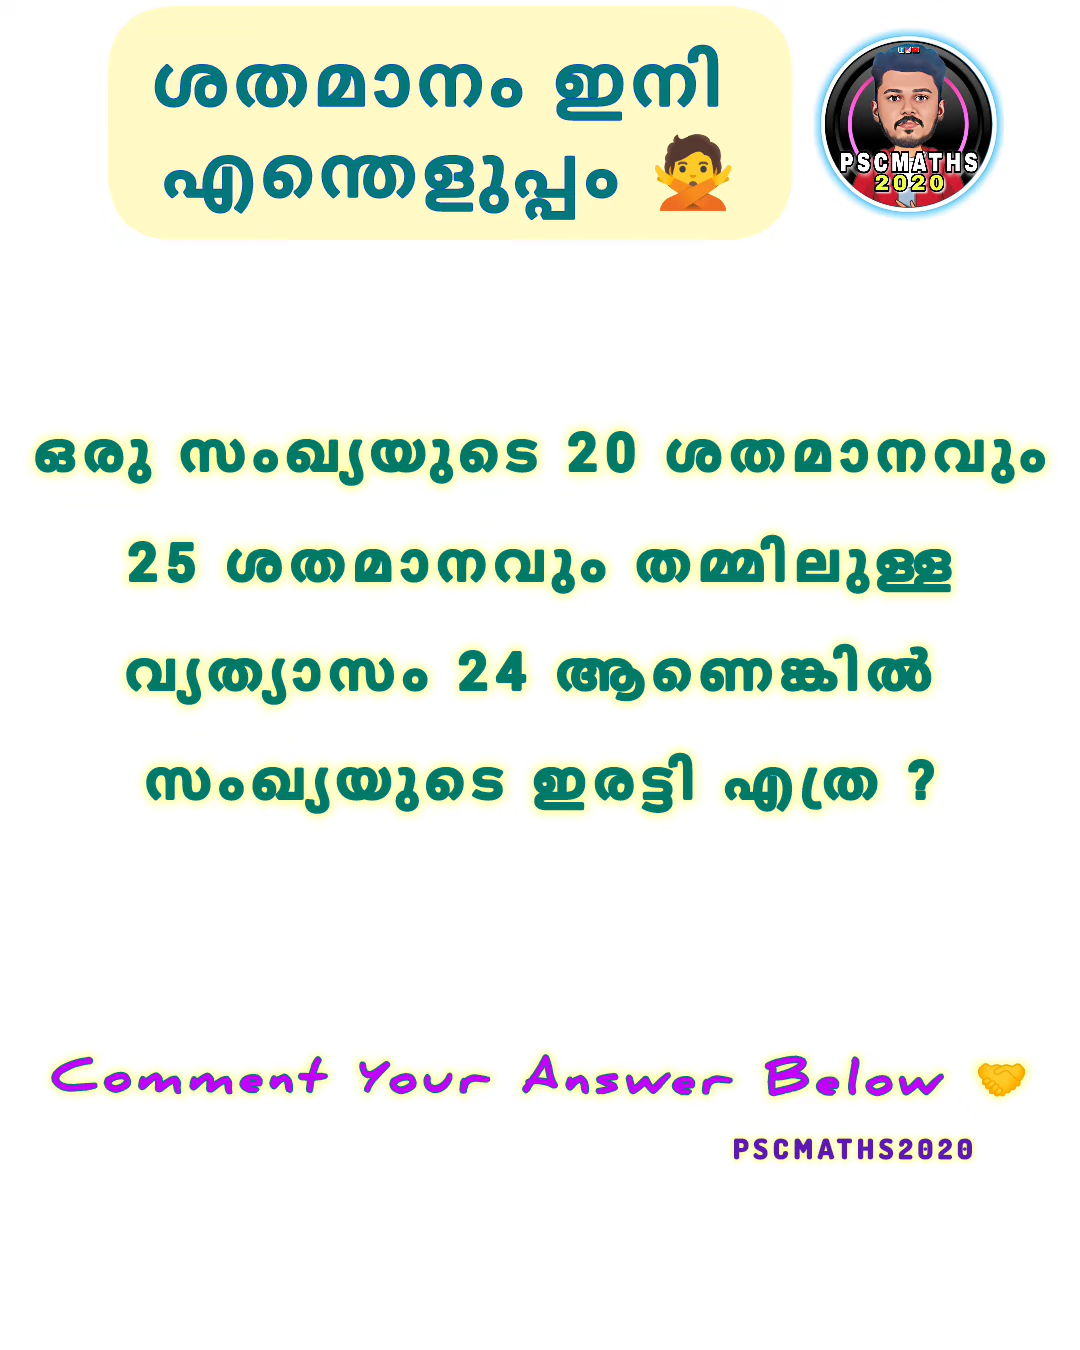 ശതമാനം ഇനി
എന്തെളുപ്പം 🙅
PSCMATHS
2020
ഒരു സംഖ്യയുടെ 20 ശതമാനവും
25 ശതമാനവും തമ്മിലുള്ള
വ്യത്യാസം 24 ആണെങ്കിൽ
സംഖ്യയുടെ ഇരട്ടി എത്ര ?
Comment Your Answer Below 🤝
PSCMATHS2020